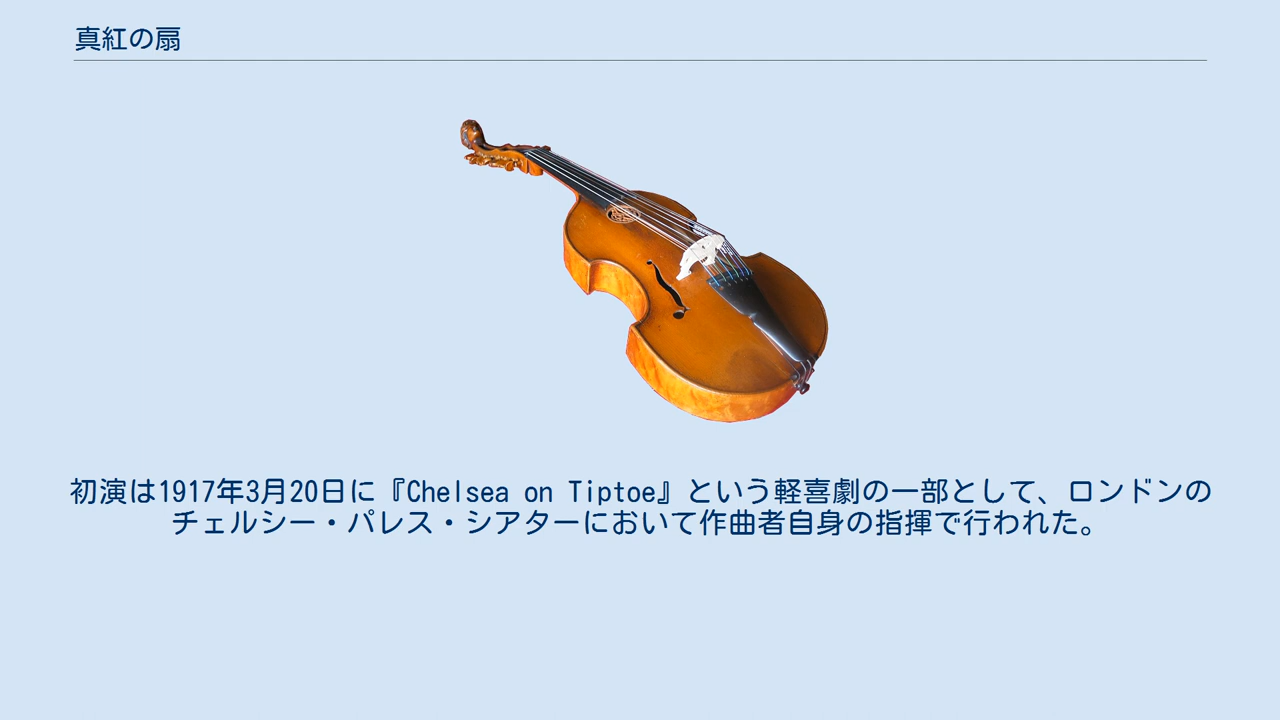 真紅の扇
初演は1917年3月20日に『Chelsea on Tiptoe』という軽喜劇の一部として、ロンドンの
チェルシー・パレス・シアターにおいて作曲者自身の指揮で行われた。